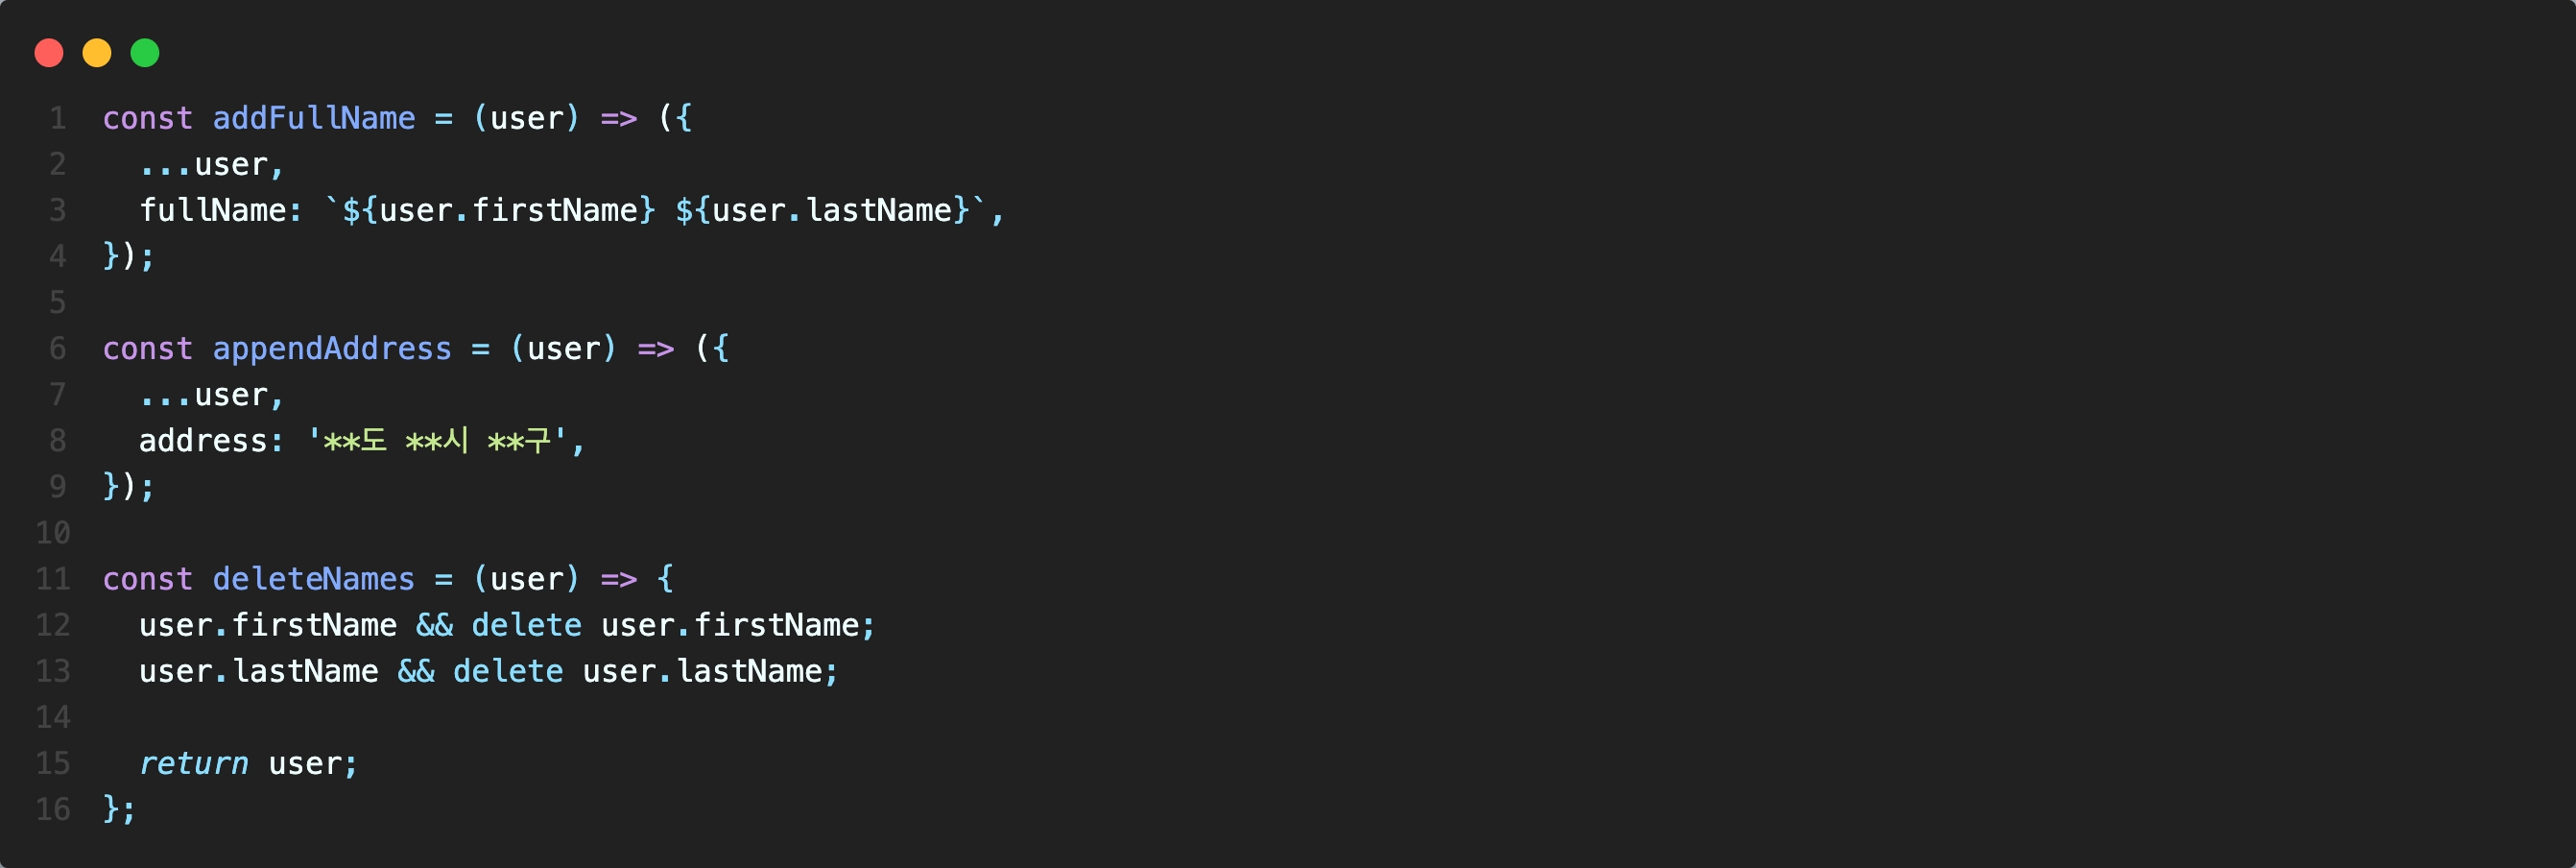 1 const addFullName = (user) => ({
2   ...user,
3   fullName: `${user.firstName} ${user.lastName}`,
4 });
5
6 const appendAddress = (user) => ({
7   ...user,
8   address: '**도 **시 **구',
9 });
10
11 const deleteNames = (user) => {
12   user.firstName && delete user.firstName;
13   user.lastName && delete user.lastName;
14
15   return user;
16 };